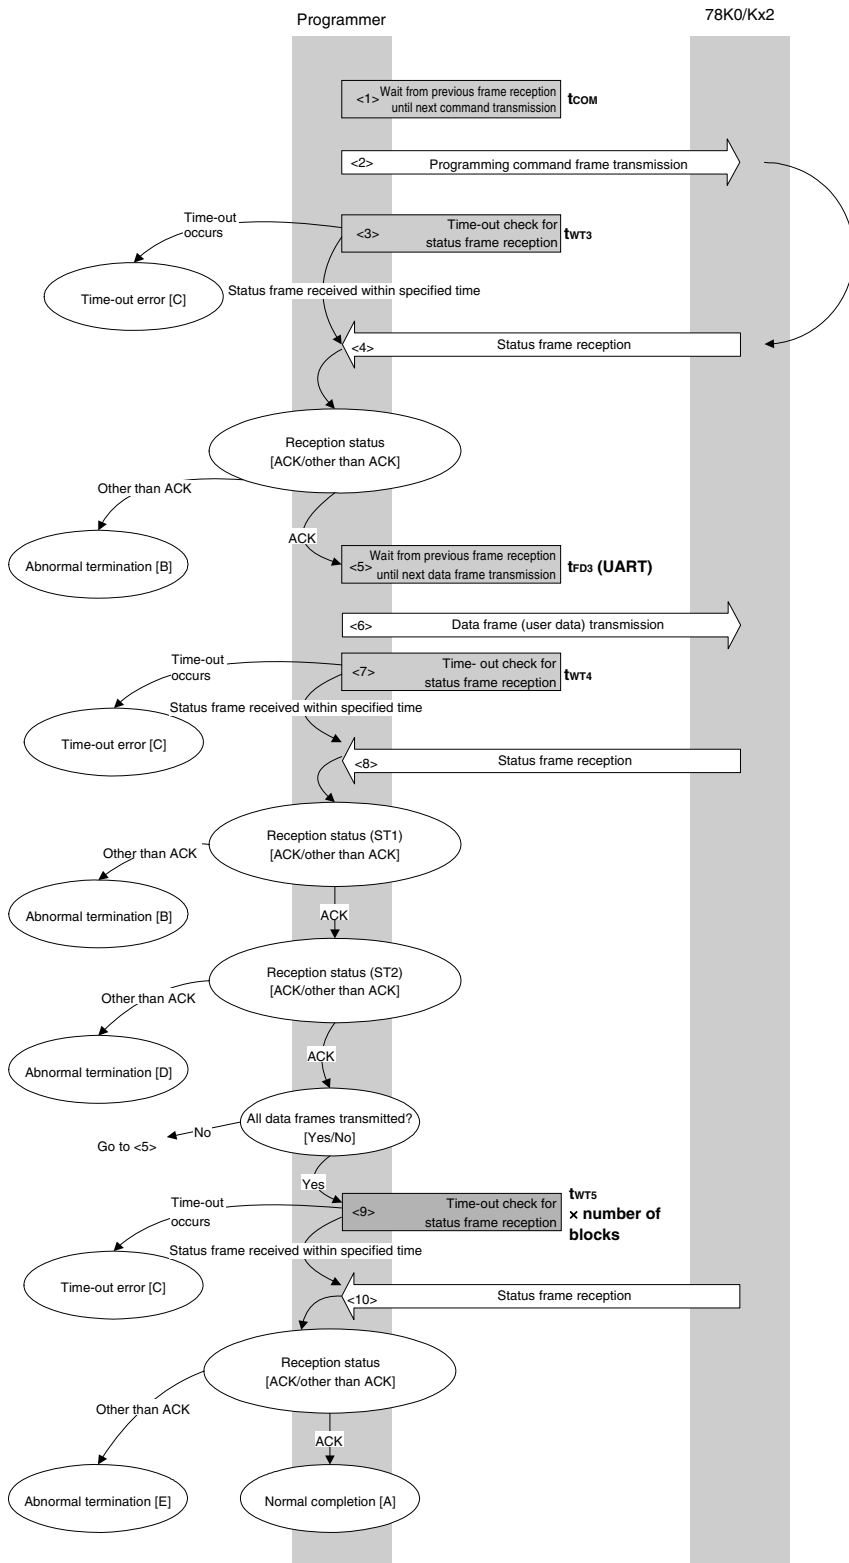 Programmer
78K0/Kx2
<1>
Wait from previous frame reception
until next command transmission
tCOM
<2>
Programming command frame transmission
Time-out
occurs
<3>
Time-out check for
status frame reception
tWT3
Time-out error [C]
Status frame received within specified time
<4>
Status frame reception
Reception status
[ACK/other than ACK]
Other than ACK
ACK
Abnormal termination [B]
<5>
Wait from previous frame reception
until next data frame transmission
tFD3 (UART)
<6>
Data frame (user data) transmission
Time-out
occurs
<7>
Time- out check for
status frame reception
tWT4
Status frame received within specified time
Time-out error [C]
<8>
Status frame reception
Reception status (ST1)
[ACK/other than ACK]
Other than ACK
Abnormal termination [B]
ACK
Reception status (ST2)
[ACK/other than ACK]
Other than ACK
ACK
Abnormal termination [D]
All data frames transmitted?
[Yes/No]
No
Go to <5>
Yes
Time-out
occurs
<9>
Time-out check for
status frame reception
tWT5
× number of
blocks
Status frame received within specified time
Time-out error [C]
<10>
Status frame reception
Reception status
[ACK/other than ACK]
Other than ACK
ACK
Abnormal termination [E]
Normal completion [A]